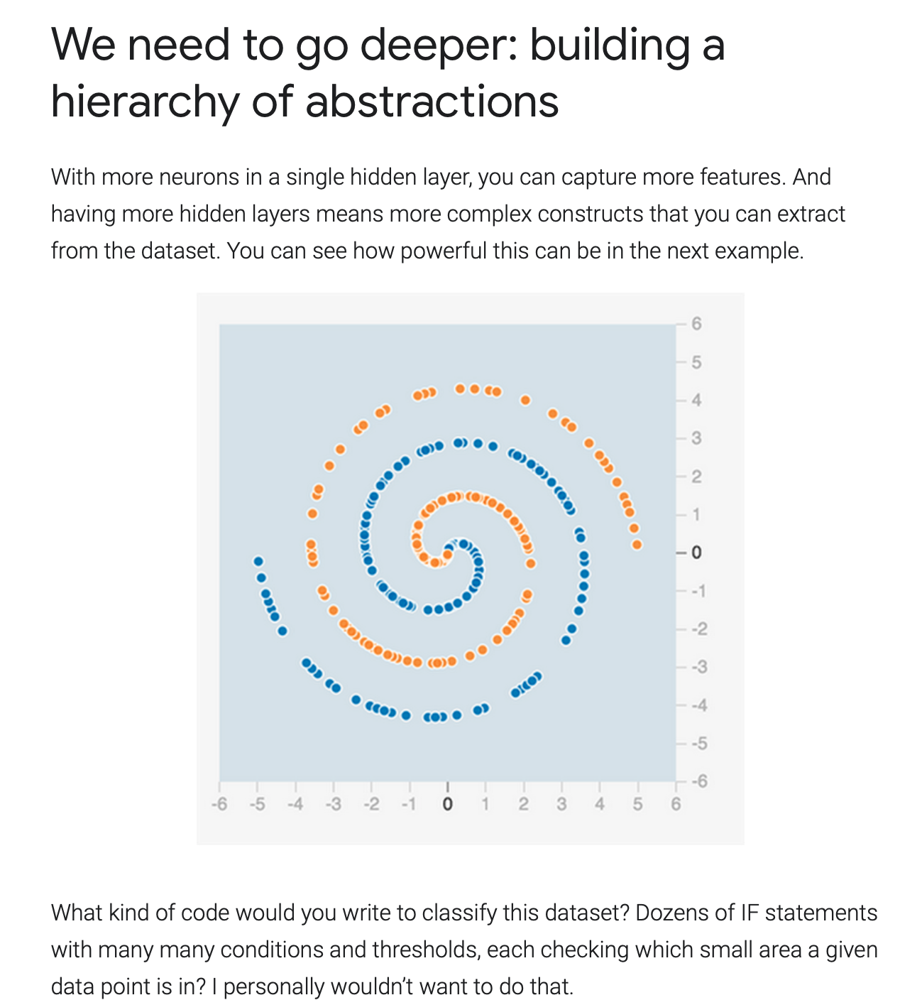 We need to go deeper: building a
hierarchy of abstractions
With more neurons in a single hidden layer, you can capture more features. And
having more hidden layers means more complex constructs that you can extract
from the dataset. You can see how powerful this can be in the next example.
6
5
4
3
2
1
0
-1
-2
-3
-4
-5
-6
-6 -5 -4 -3 -2 -1 0 1 2 3 4 5 6
What kind of code would you write to classify this dataset? Dozens of IF statements
with many many conditions and thresholds, each checking which small area a given
data point is in? I personally wouldn’t want to do that.